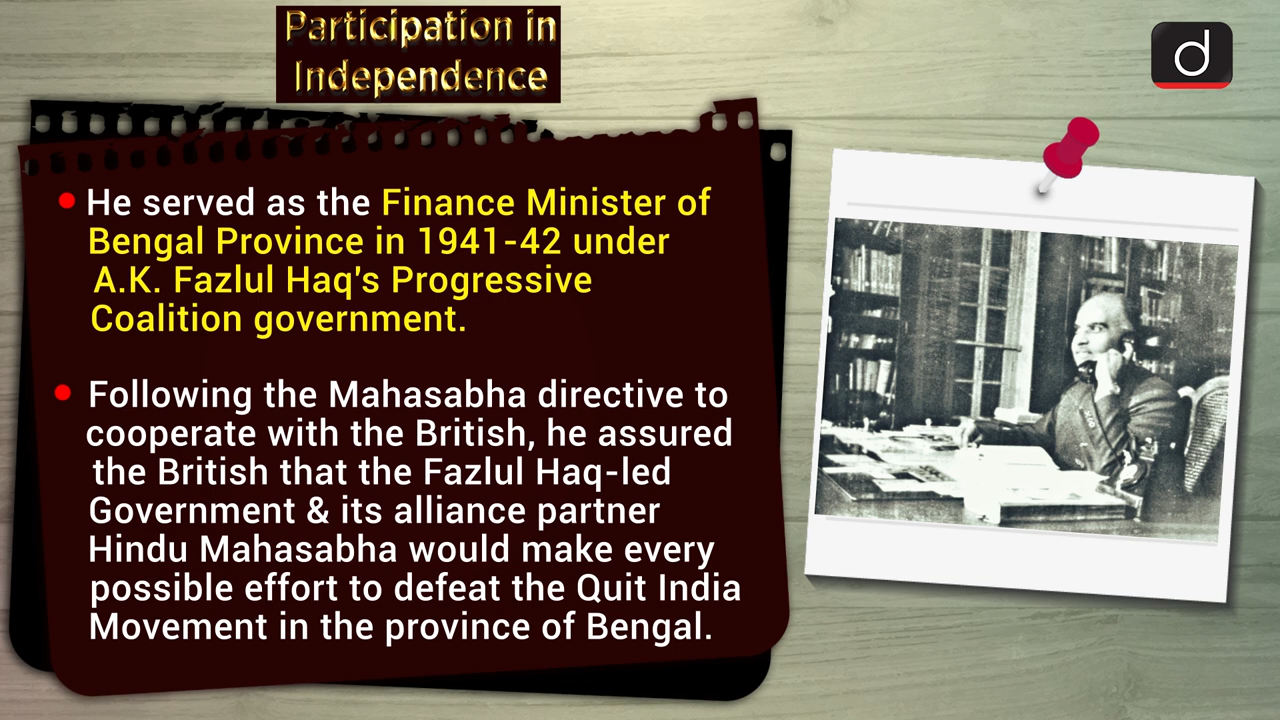 Participation in
Independence
d
He served as the Finance Minister of
Bengal Province in 1941-42 under
A.K. Fazlul Haq's Progressive
Coalition government.
Following the Mahasabha directive to
cooperate with the British, he assured
the British that the Fazlul Haq-led
Government & its alliance partner
Hindu Mahasabha would make every
possible effort to defeat the Quit India
Movement in the province of Bengal.